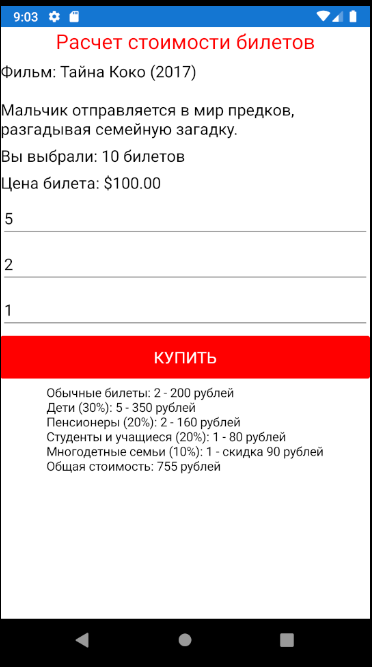 9:03
Расчет стоимости билетов
Фильм: Тайна Коко (2017)
Мальчик отправляется в мир предков,
разгадывая семейную загадку.
Вы выбрали: 10 билетов
Цена билета: $100.00
5
2
1
КУПИТЬ
Обычные билеты: 2 - 200 рублей
Дети (30%): 5 - 350 рублей
Пенсионеры (20%): 2 - 160 рублей
Студенты и учащиеся (20%): 1 - 80 рублей
Многодетные семьи (10%): 1 - скидка 90 рублей
Общая стоимость: 755 рублей